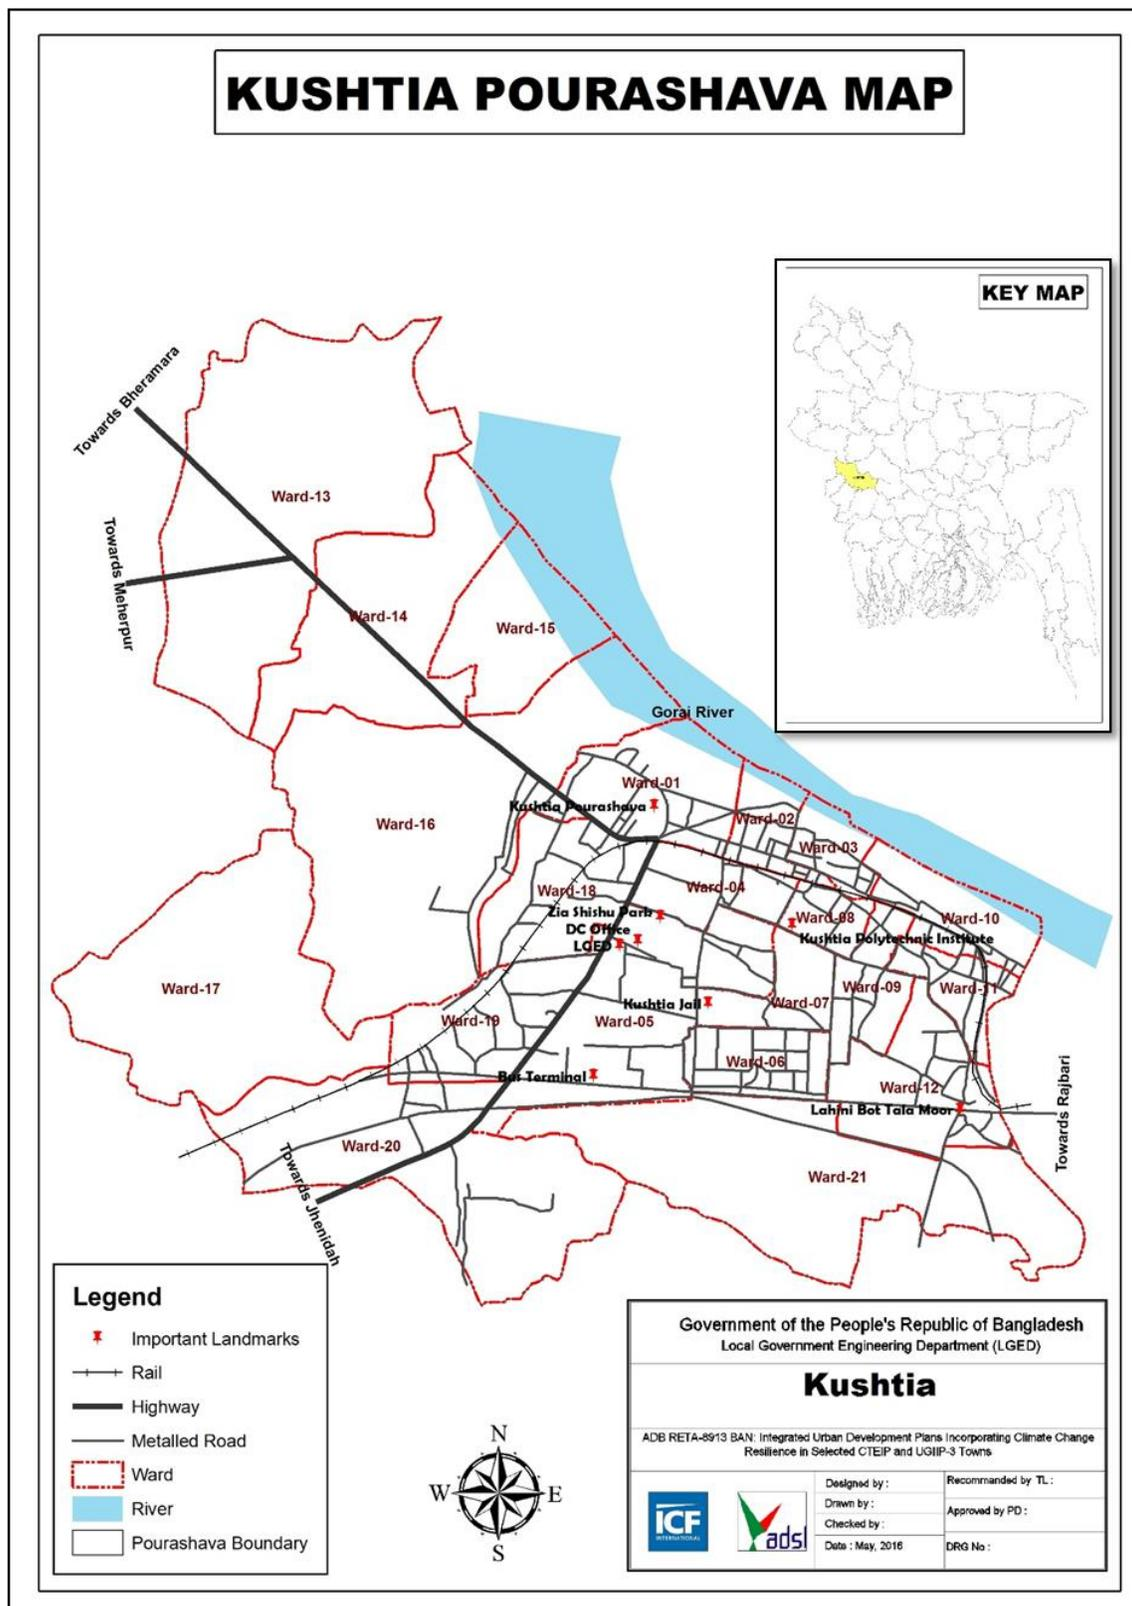 KUSHTIA POURASHAVA MAP
KEY MAP
Towards Bheramara
Ward-13
Towards Meherpur
Ward-14
Ward-15
Gorai River
Ward-01
Kushtia Pourashava
Ward-02
Ward-16
Ward-03
Ward-18
Ward-04
Zia Shishu Park
Ward-08
Ward-10
DC Office
Kushtia Polytechnic Institute
LGED
Ward-17
Ward-09
Ward-11
Kushtia Jail
Ward-07
Ward-19
Ward-05
Ward-06
Bus Terminal
Ward-12
Lahini Bot Tala Moor
Towards Rajbari
Ward-20
Ward-21
Towards Jhenidah
Legend
Important Landmarks
Rail
Highway
Metalled Road
Ward
River
Pourashava Boundary
N
W E
S
Government of the People's Republic of Bangladesh
Local Government Engineering Department (LGED)
Kushtia
ADB RETA-8913 BAN: Integrated Urban Development Plans Incorporating Climate Change
Resilience in Selected CTEIP and UGIIP-3 Towns
ICF
INTERNATIONAL
adsl
Designed by :
Drawn by :
Checked by :
Date : May, 2016
Recommanded by TL :
Approved by PD :
DRG No :